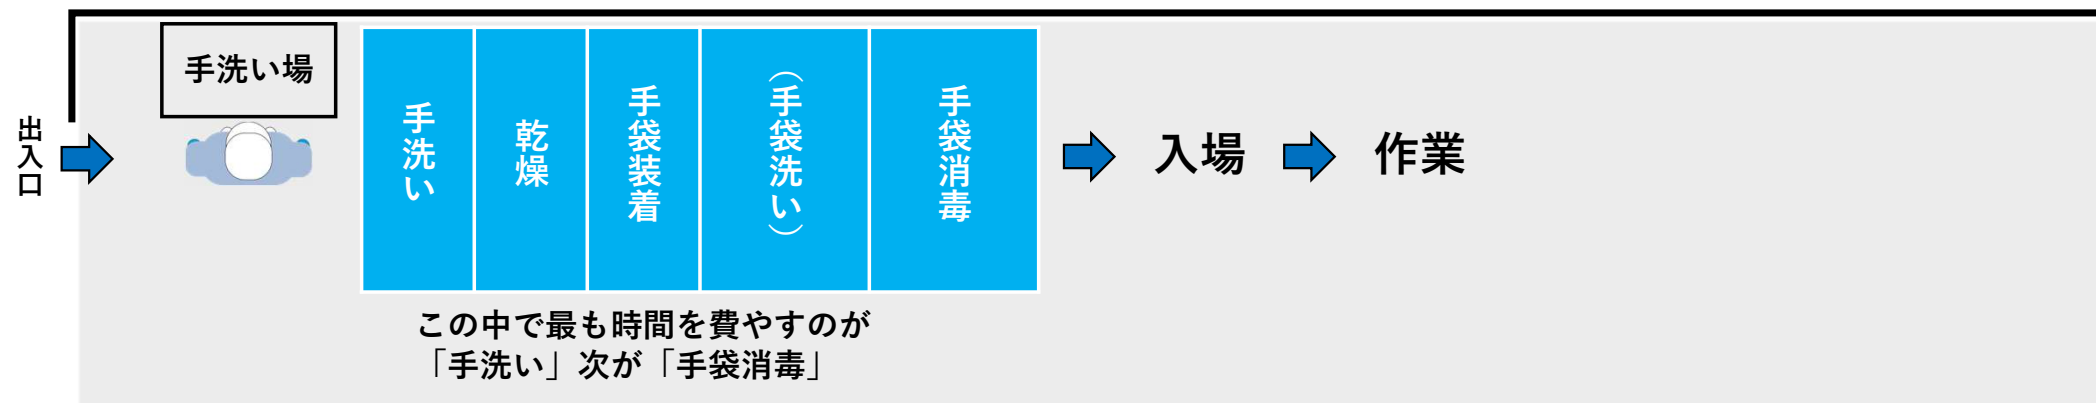 出入口
手洗い場
手洗い
乾燥
手袋装着
（手袋洗い）
手袋消毒
入場
作業
この中で最も時間を費やすのが
「手洗い」次が「手袋消毒」